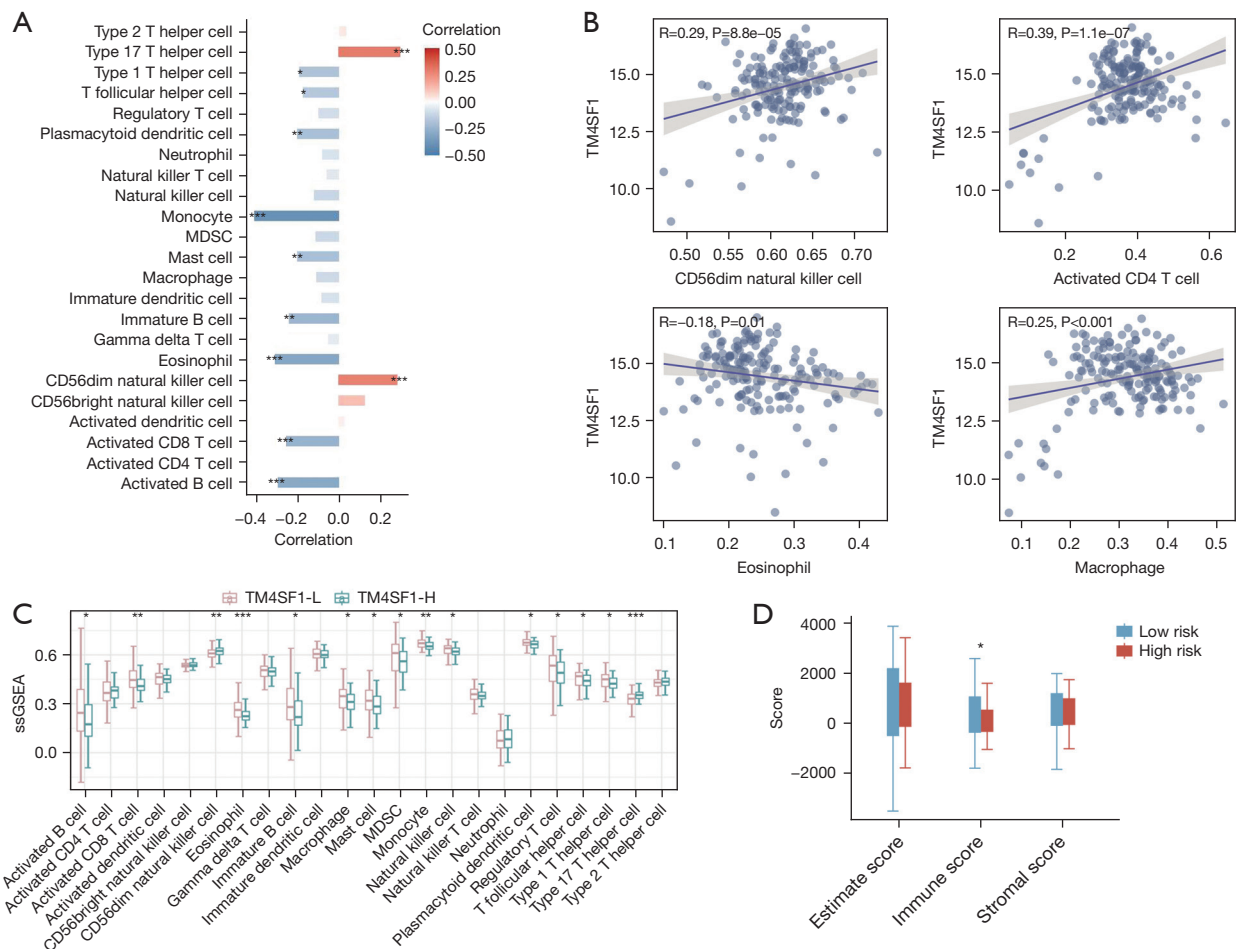 A
Type 2 T helper cell
Type 17 T helper cell
Type 1 T helper cell
T follicular helper cell
Regulatory T cell
Plasmacytoid dendritic cell
Neutrophil
Natural killer T cell
Natural killer cell
Monocyte
MDSC
Mast cell
Macrophage
Immature dendritic cell
Immature B cell
Gamma delta T cell
Eosinophil
CD56dim natural killer cell
CD56bright natural killer cell
Activated dendritic cell
Activated CD8 T cell
Activated CD4 T cell
Activated B cell
***
*
*
**
***
**
**
***
***
***
***
−0.4 −0.2 0.0 0.2
Correlation
Correlation
0.50
0.25
0.00
−0.25
−0.50
B
R=0.29, P=8.8e−05
TM4SF1
15.0
12.5
10.0
0.50 0.55 0.60 0.65 0.70
CD56dim natural killer cell
R=0.39, P=1.1e−07
TM4SF1
15.0
12.5
10.0
0.2 0.4 0.6
Activated CD4 T cell
R=−0.18, P=0.01
TM4SF1
15.0
12.5
10.0
0.1 0.2 0.3 0.4
Eosinophil
R=0.25, P<0.001
TM4SF1
15.0
12.5
10.0
0.1 0.2 0.3 0.4 0.5
Macrophage
C
TM4SF1-L TM4SF1-H
* ** ** *** * * * * ** * * * * * ***
ssGSEA
0.6
0.3
0.0
Activated B cell
Activated CD4 T cell
Activated CD8 T cell
Activated dendritic cell
CD56bright natural killer cell
CD56dim natural killer cell
Eosinophil
Gamma delta T cell
Immature B cell
Immature dendritic cell
Macrophage
Mast cell
MDSC
Monocyte
Natural killer cell
Natural killer T cell
Neutrophil
Plasmacytoid dendritic cell
Regulatory T cell
T follicular helper cell
Type 1 T helper cell
Type 17 T helper cell
Type 2 T helper cell
D
Score
4000
2000
0
−2000
*
Low risk
High risk
Estimate score
Immune score
Stromal score